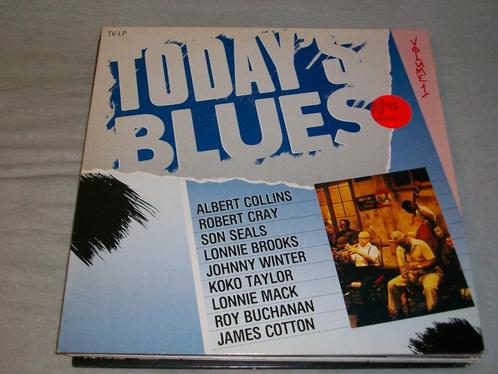 TV-LP
TODAY'S
BLUES
VOLUME 1
ALBERT COLLINS
ROBERT CRAY
SON SEALS
LONNIE BROOKS
JOHNNY WINTER
KOKO TAYLOR
LONNIE MACK
ROY BUCHANAN
JAMES COTTON